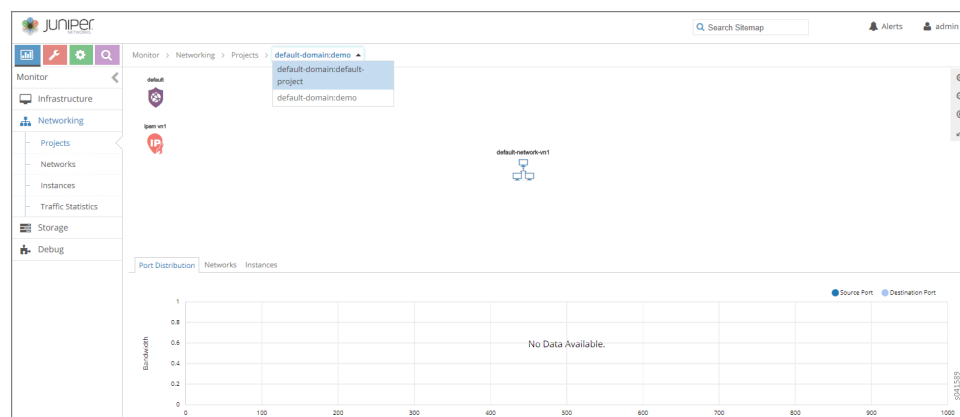 JUNIPER
NETWORKS
Search Sitemap
Alerts
admin
Monitor > Networking > Projects > default-domain:demo
default-domain:default-
project
default-domain:demo
Monitor
Infrastructure
Networking
Projects
Networks
Instances
Traffic Statistics
Storage
Debug
default
ipam vn1
IP
default-network-vn1
Port Distribution Networks Instances
Source Port Destination Port
Bandwidth
1
0.8
0.6
0.4
0.2
0
No Data Available.
0 100 200 300 400 500 600 700 800 900 1000
s041589